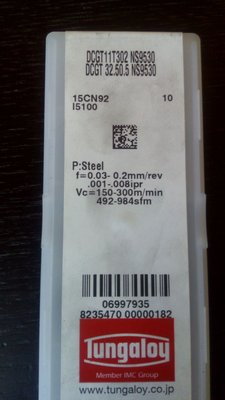 DCGT11T302 NS9530
DCGT 32.50.5 NS9530
15CN92 10
I5100
P:Steel
f=0.03- 0.2mm/rev
.001-.008ipr
Vc=150-300m/min
492-984sfm
06997935
8235470 00000182
Tungaloy
Member IMC Group
www.tungaloy.co.jp